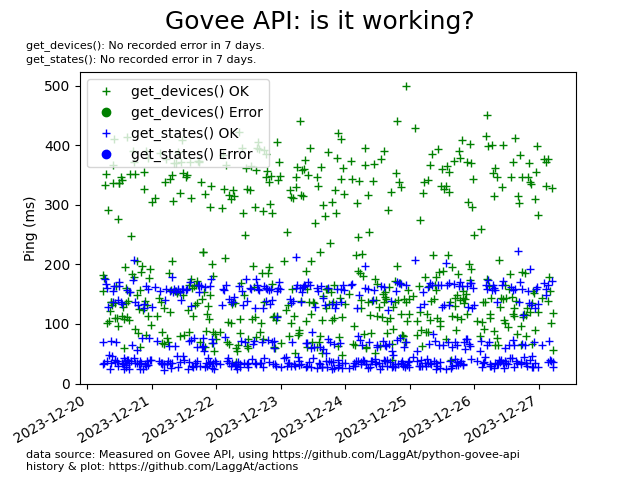 Govee API: is it working?
get_devices(): No recorded error in 7 days.
get_states(): No recorded error in 7 days.
get_devices() OK
get_devices() Error
get_states() OK
get_states() Error
500
400
300
200
100
0
Ping (ms)
2023-12-20
2023-12-21
2023-12-22
2023-12-23
2023-12-24
2023-12-25
2023-12-26
2023-12-27
data source: Measured on Govee API, using https://github.com/LaggAt/python-govee-api
history & plot: https://github.com/LaggAt/actions